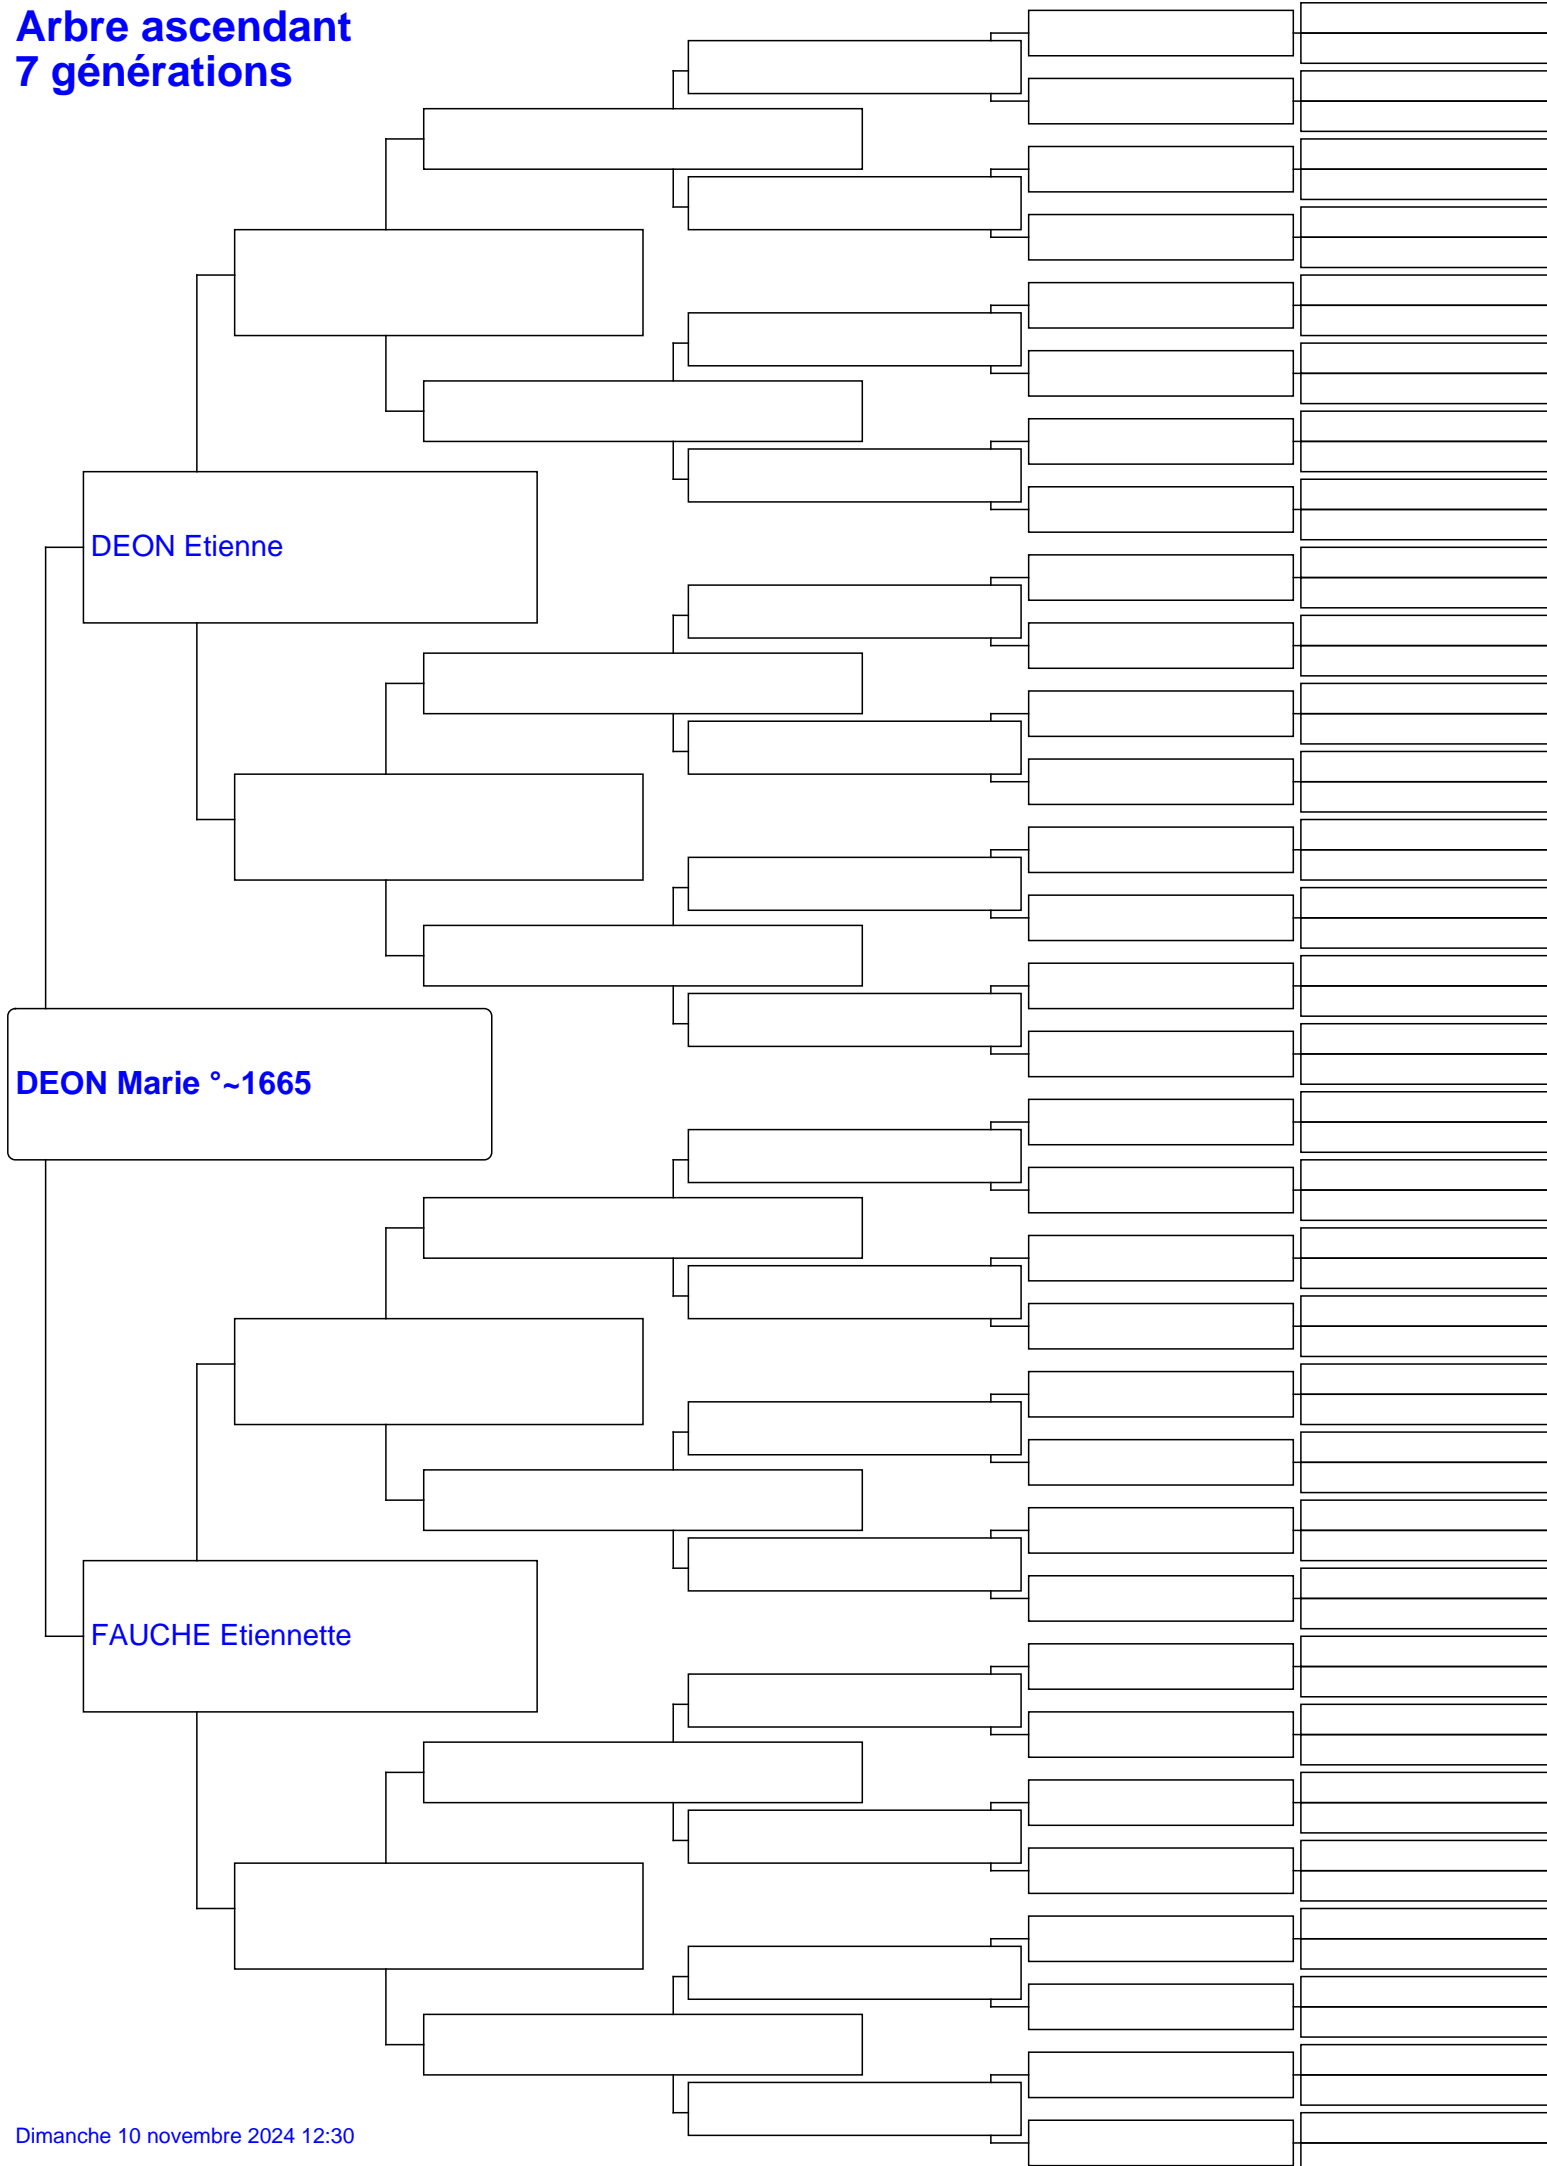 Arbre ascendant
7 générations
DEON Etienne
DEON Marie °~1665
FAUCHE Etiennette
Dimanche 10 novembre 2024 12:30